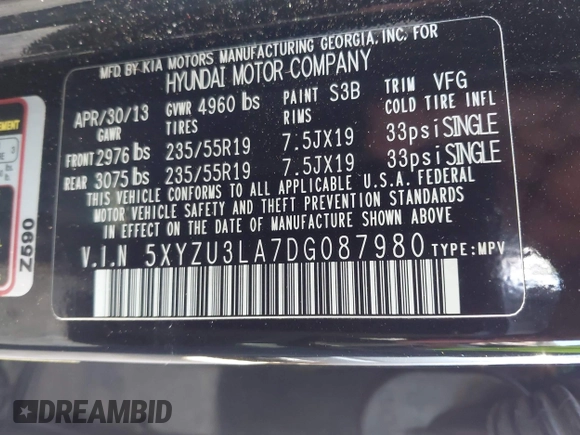 MFD.BY KIA MOTORS MANUFACTURING GEORGIA, INC. FOR
HYUNDAI MOTOR COMPANY
APR/30/13 GVWR 4960 lbs PAINT S3B TRIM VFG
GAWR TIRES RIMS COLD TIRE INFL
FRONT 2976 lbs 235/55R19 7.5JX19 33psi SINGLE
REAR 3075 lbs 235/55R19 7.5JX19 33psi SINGLE
THIS VEHICLE CONFORMS TO ALL APPLICABLE U.S.A. FEDERAL
MOTOR VEHICLE SAFETY AND THEFT PREVENTION STANDARDS
IN EFFECT ON THE DATE OF MANUFACTURE SHOWN ABOVE.
V.I.N 5XYZU3LA7DG087980 TYPE: MPV
Z590
DREAMBID